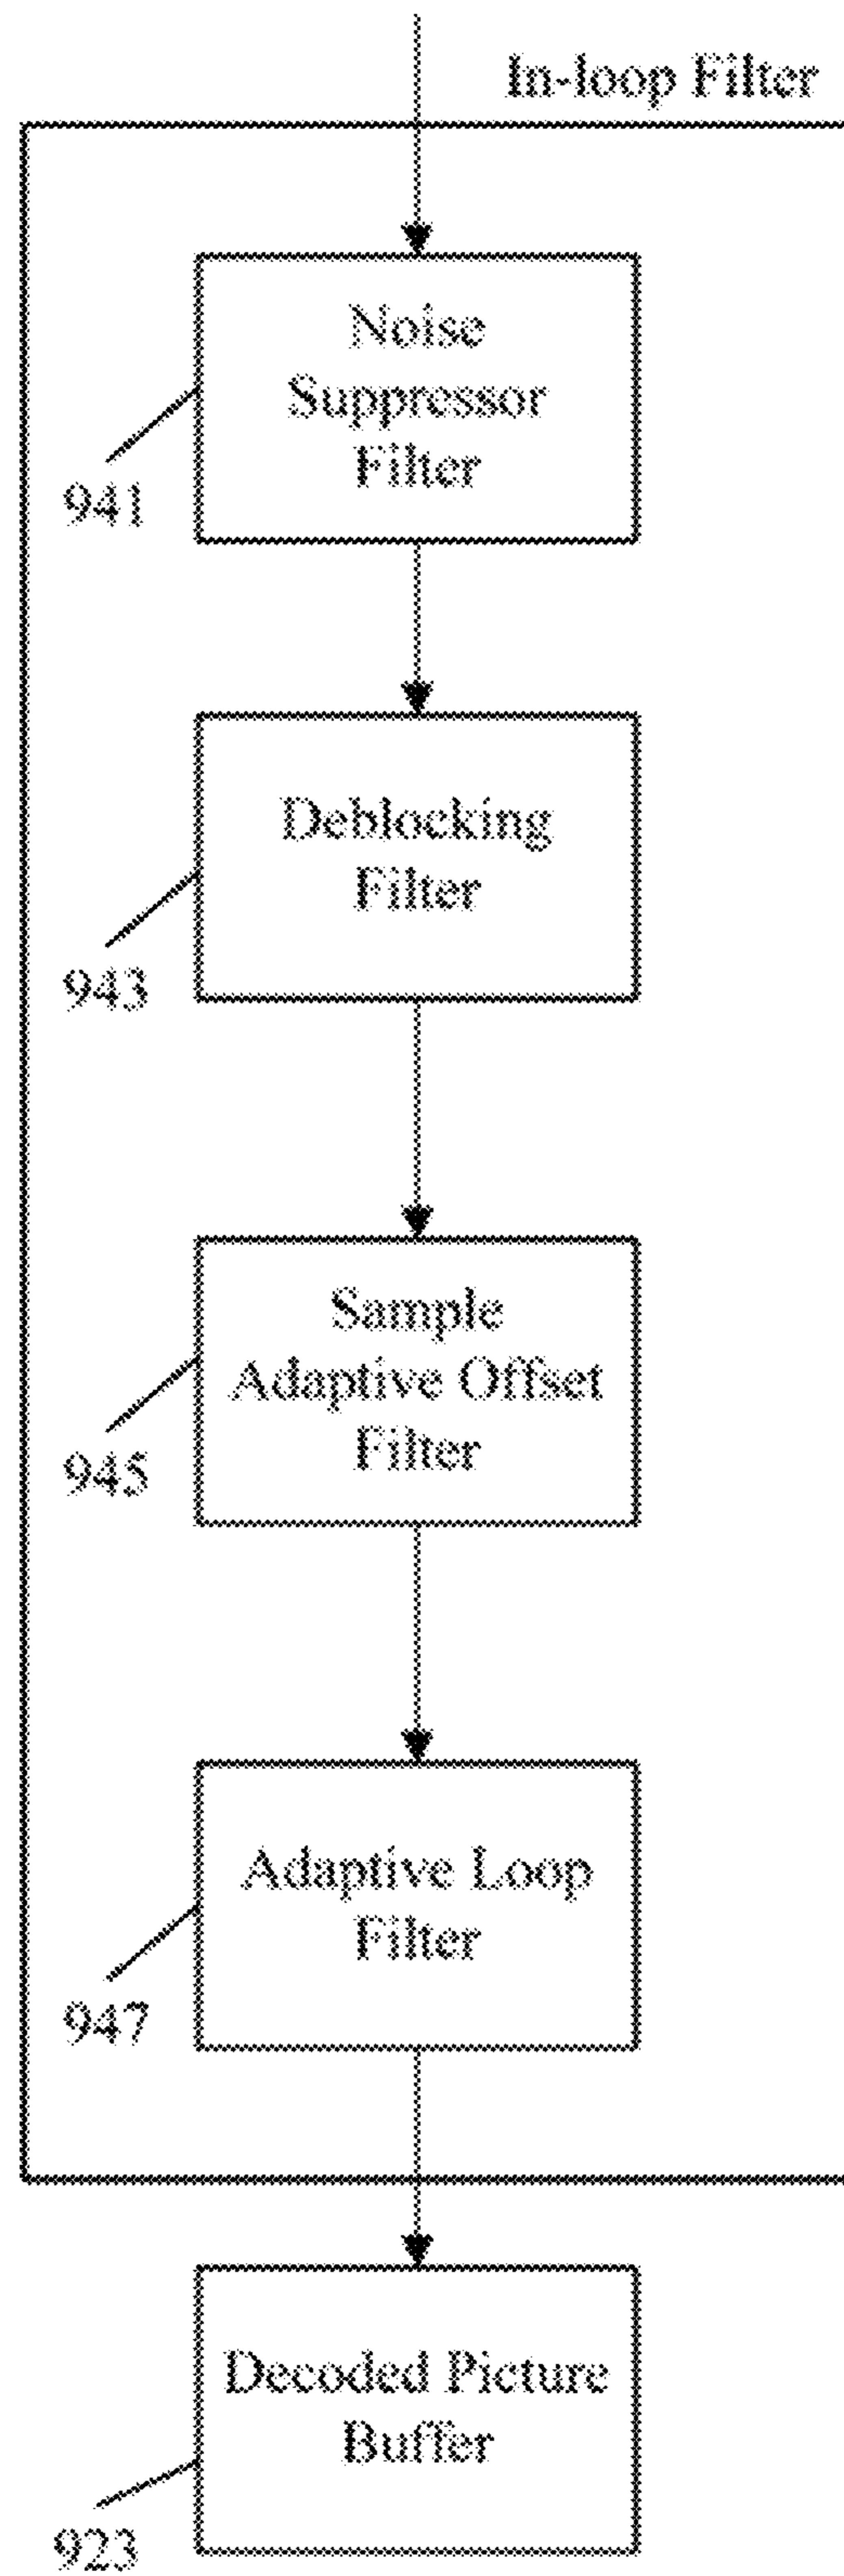 In-loop Filter
Noise
Suppressor
Filter
941
Deblocking
Filter
943
Sample
Adaptive Offset
Filter
945
Adaptive Loop
Filter
947
Decoded Picture
Buffer
923